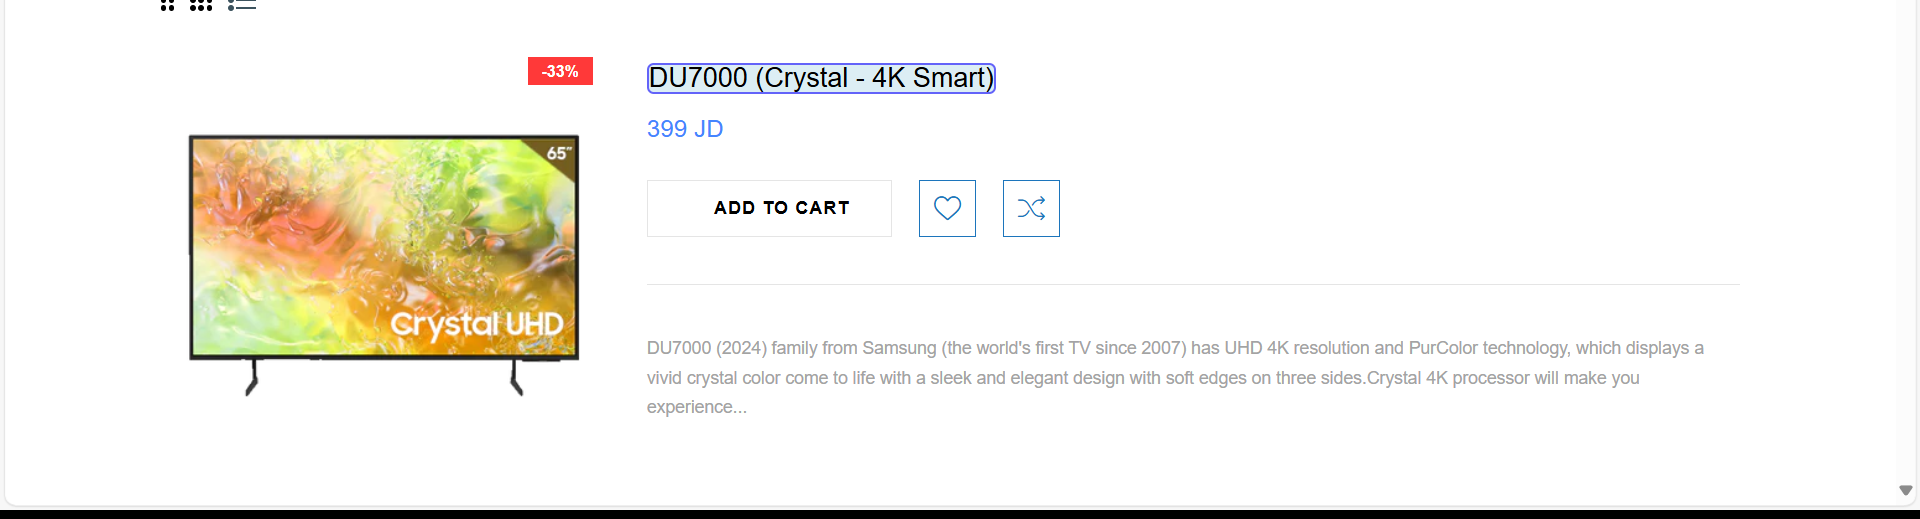 -33%
DU7000 (Crystal - 4K Smart)
399 JD
65"
ADD TO CART
Crystal UHD
DU7000 (2024) family from Samsung (the world's first TV since 2007) has UHD 4K resolution and PurColor technology, which displays a
vivid crystal color come to life with a sleek and elegant design with soft edges on three sides.Crystal 4K processor will make you
experience...